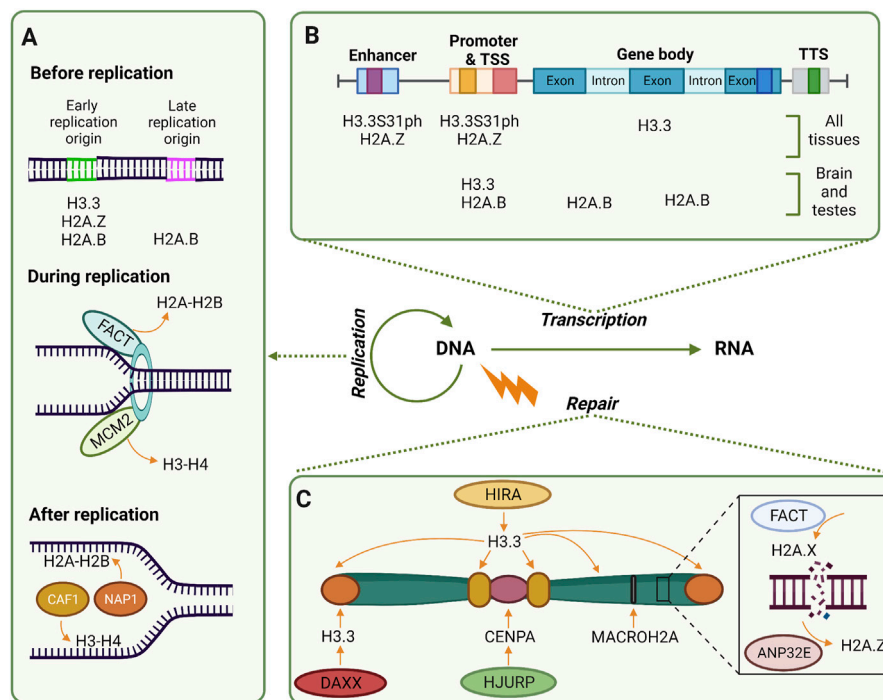 A
Before replication
Early
replication
origin
Late
replication
origin
H3.3
H2A.Z
H2A.B
H2A.B
During replication
H2A-H2B
FACT
MCM2
H3-H4
After replication
H2A-H2B
CAF1
NAP1
H3-H4
B
Enhancer
Promoter
& TSS
Gene body
TTS
Exon
Intron
Exon
Intron
Exon
H3.3S31ph
H2A.Z
H3.3S31ph
H2A.Z
H3.3
All
tissues
H3.3
H2A.B
H2A.B
H2A.B
Brain
and
testes
Replication
DNA
Transcription
RNA
Repair
C
HIRA
H3.3
H3.3
DAXX
CENPA
HJURP
MACROH2A
FACT
H2A.X
ANP32E
H2A.Z